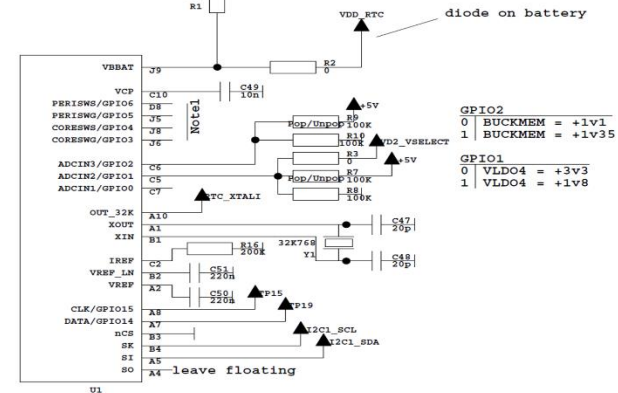 R1
VDD_RTC
diode on battery
VBBAT J9
R2
0
VCP C10
C49
10n
PERISWS/GPIO6 D8
PERISWG/GPIO5 J5
CORESWS/GPIO4 J8
CORESWG/GPIO3 J6
Note1
+5V
R9
Pop/Unpop 100K
R10
100K
VD2_VSELECT
ADCIN3/GPIO2 C6
ADCIN2/GPIO1 C5
ADCIN1/GPIO0 C7
R3
0
+5V
R7
Pop/Unpop 100K
R8
100K
GPIO2
0 | BUCKMEM = +1v1
1 | BUCKMEM = +1v35
GPIO1
0 | VLDO4 = +3v3
1 | VLDO4 = +1v8
RTC_XTALI
OUT_32K A10
XOUT A1
XIN B1
C47
20p
32K768
Y1
C48
20p
IREF C2
R16
200K
VREF_LN B2
C51
220n
VREF A2
C50
220n
CLK/GPIO15 A8
TP15
DATA/GPIO14 A7
TP19
nCS B3
SK B4
I2C1_SCL
SI A5
I2C1_SDA
SO A4
leave floating
U1